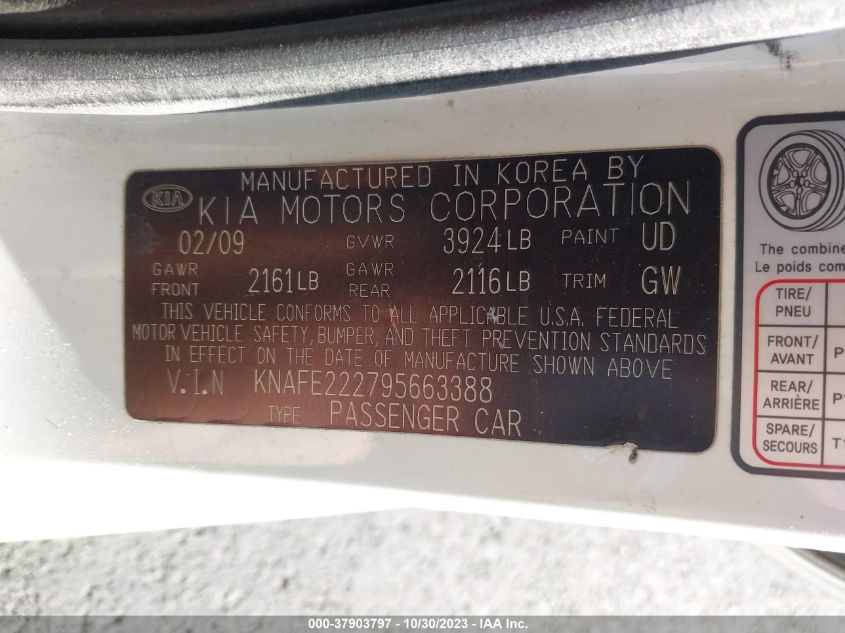 MANUFACTURED IN KOREA BY
KIA KIA MOTORS CORPORATION
02/09 GVWR 3924LB PAINT UD
GAWR FRONT 2161LB GAWR REAR 2116LB TRIM GW
THIS VEHICLE CONFORMS TO ALL APPLICABLE U.S.A. FEDERAL
MOTOR VEHICLE SAFETY, BUMPER, AND THEFT PREVENTION STANDARDS
IN EFFECT ON THE DATE OF MANUFACTURE SHOWN ABOVE
V.I.N KNAFE222795663388
TYPE PASSENGER CAR
The combine
Le poids com
TIRE/
PNEU
FRONT/
AVANT P
REAR/
ARRIÈRE P
SPARE/
SECOURS T
000-37903797 - 10/30/2023 - IAA Inc.